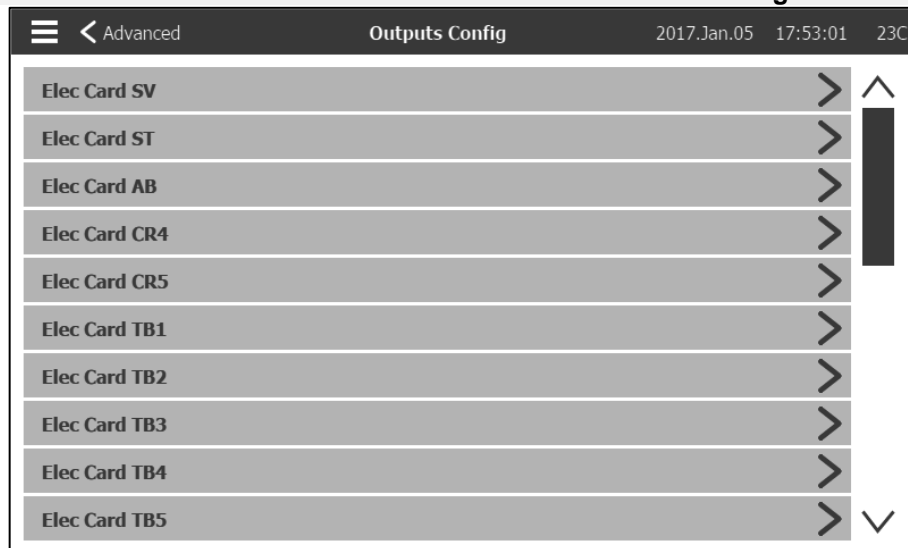 Advanced Outputs Config 2017.Jan.05 17:53:01 23C
Elec Card SV
Elec Card ST
Elec Card AB
Elec Card CR4
Elec Card CR5
Elec Card TB1
Elec Card TB2
Elec Card TB3
Elec Card TB4
Elec Card TB5